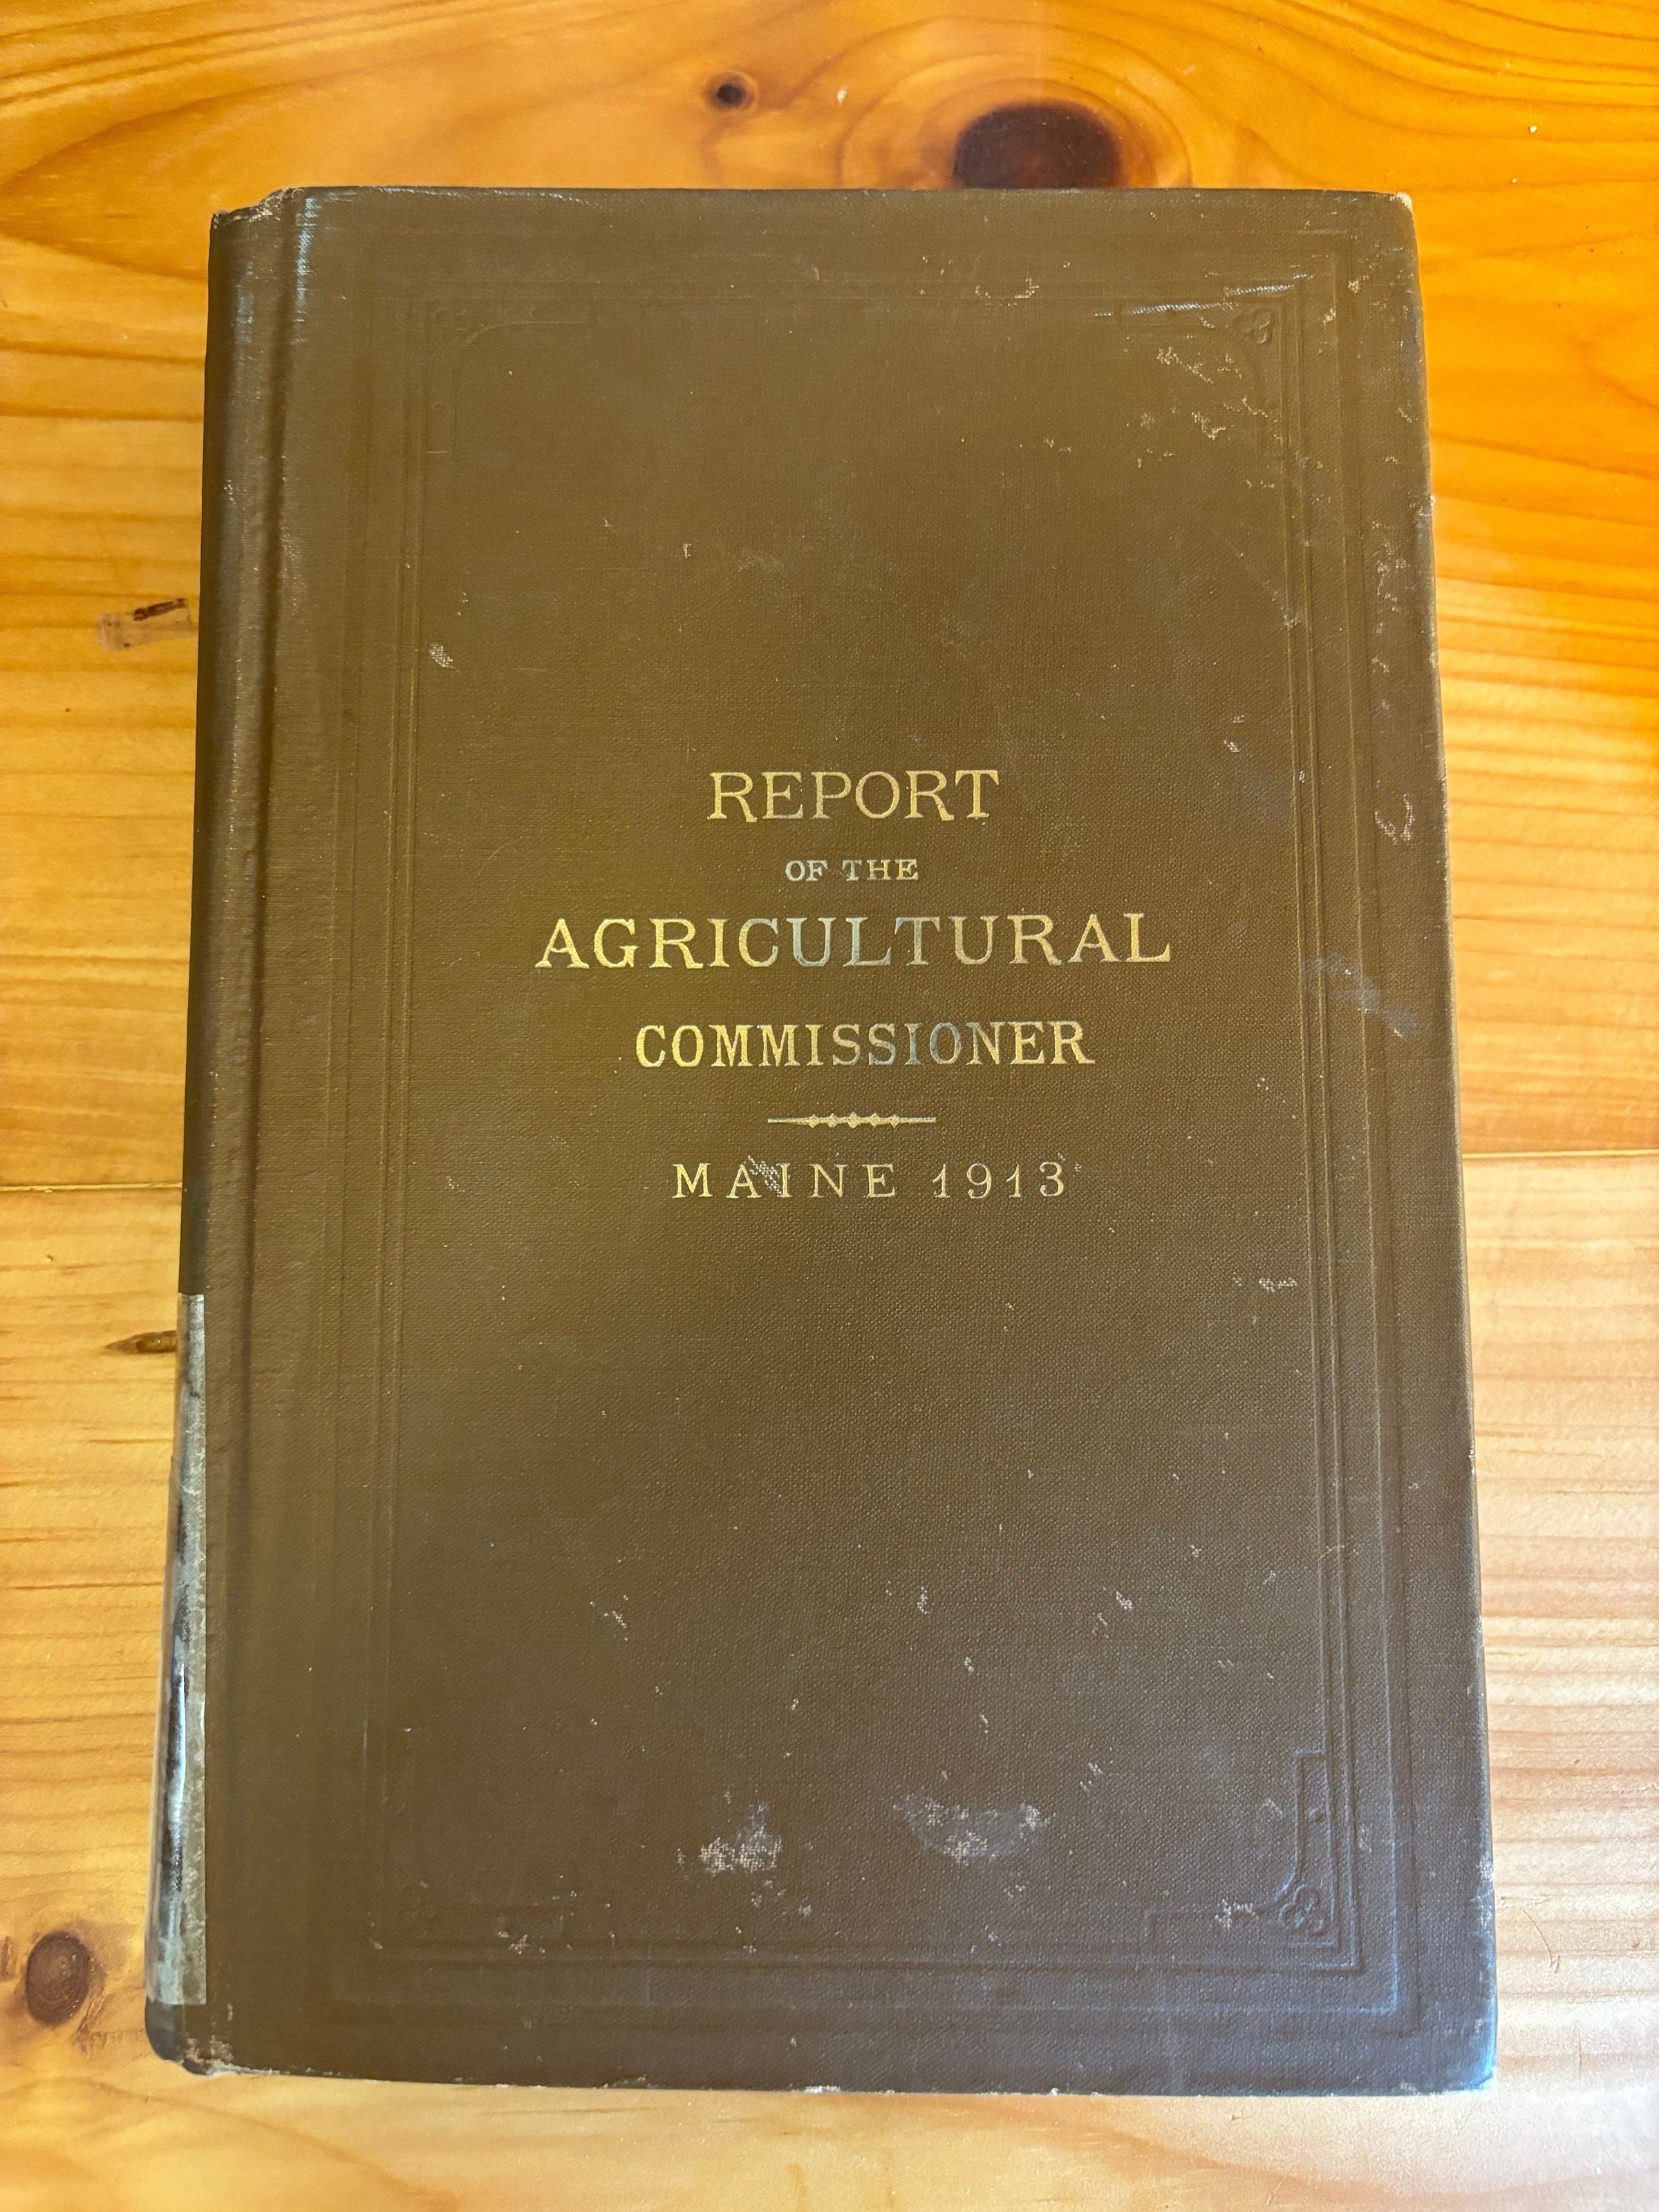 REPORT
OF THE
AGRICULTURAL
COMMISSIONER
MAINE 1913